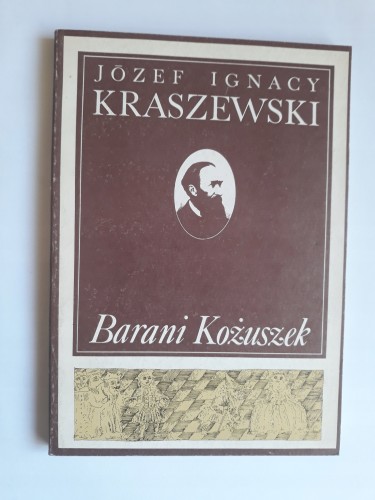 JÓZEF IGNACY
KRASZEWSKI
Barani Kożuszek